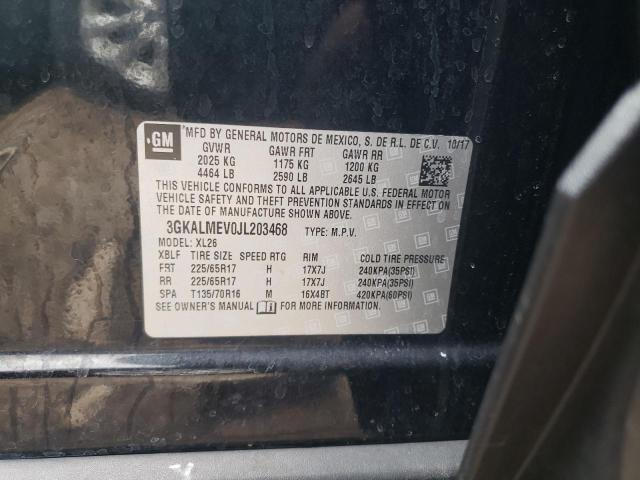 GM MFD BY GENERAL MOTORS DE MEXICO, S. DE R.L. DE C.V. 10/17
GVWR GAWR FRT GAWR RR
2025 KG 1175 KG 1200 KG
4464 LB 2590 LB 2645 LB
THIS VEHICLE CONFORMS TO ALL APPLICABLE U.S. FEDERAL MOTOR
VEHICLE SAFETY AND THEFT PREVENTION STANDARDS IN EFFECT ON
THE DATE OF MANUFACTURE SHOWN ABOVE.
3GKALMEV0JL203468 TYPE: M.P.V.
MODEL: XL26
XBLF TIRE SIZE SPEED RTG RIM COLD TIRE PRESSURE
FRT 225/65R17 H 17X7J 240KPA(35PSI)
RR 225/65R17 H 17X7J 240KPA(35PSI)
SPA T135/70R16 M 16X4BT 420KPA(60PSI)
SEE OWNER'S MANUAL FOR MORE INFORMATION.